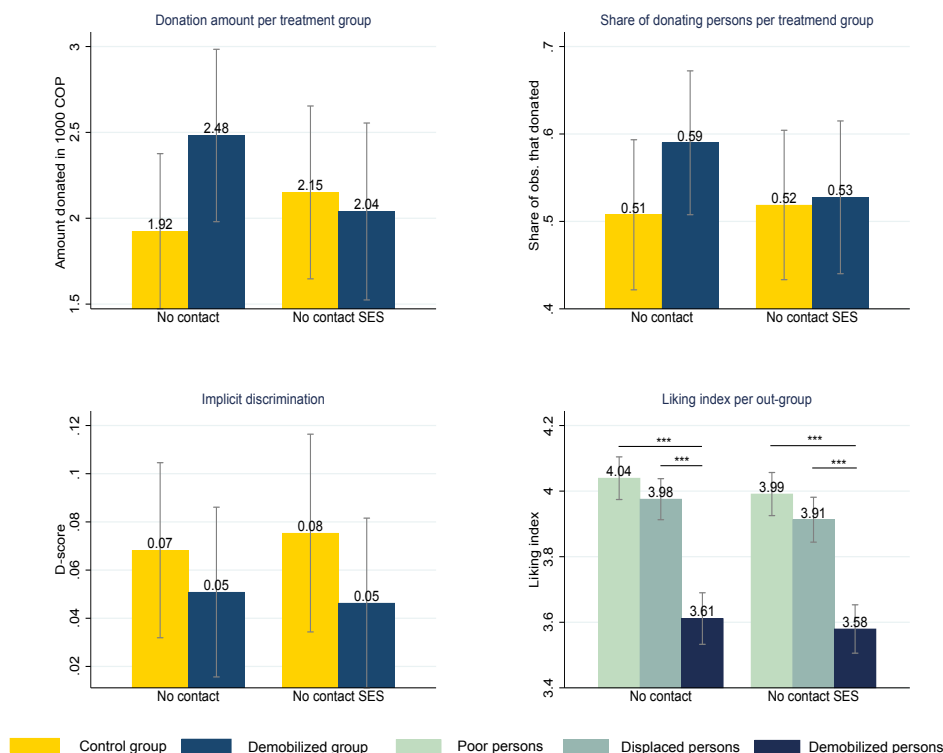 Donation amount per treatment group
Amount donated in 1000 COP
3
2.5
2
1.5
1.92
2.48
2.15
2.04
No contact
No contact SES
Share of donating persons per treatmend group
Share of obs. that donated
.7
.6
.5
.4
0.51
0.59
0.52
0.53
No contact
No contact SES
Implicit discrimination
D-score
.12
.1
.08
.06
.04
.02
0.07
0.05
0.08
0.05
No contact
No contact SES
Liking index per out-group
Liking index
4.2
4
3.8
3.6
3.4
***
***
4.04
3.98
3.61
***
***
3.99
3.91
3.58
No contact
No contact SES
Control group
Demobilized group
Poor persons
Displaced persons
Demobilized persons